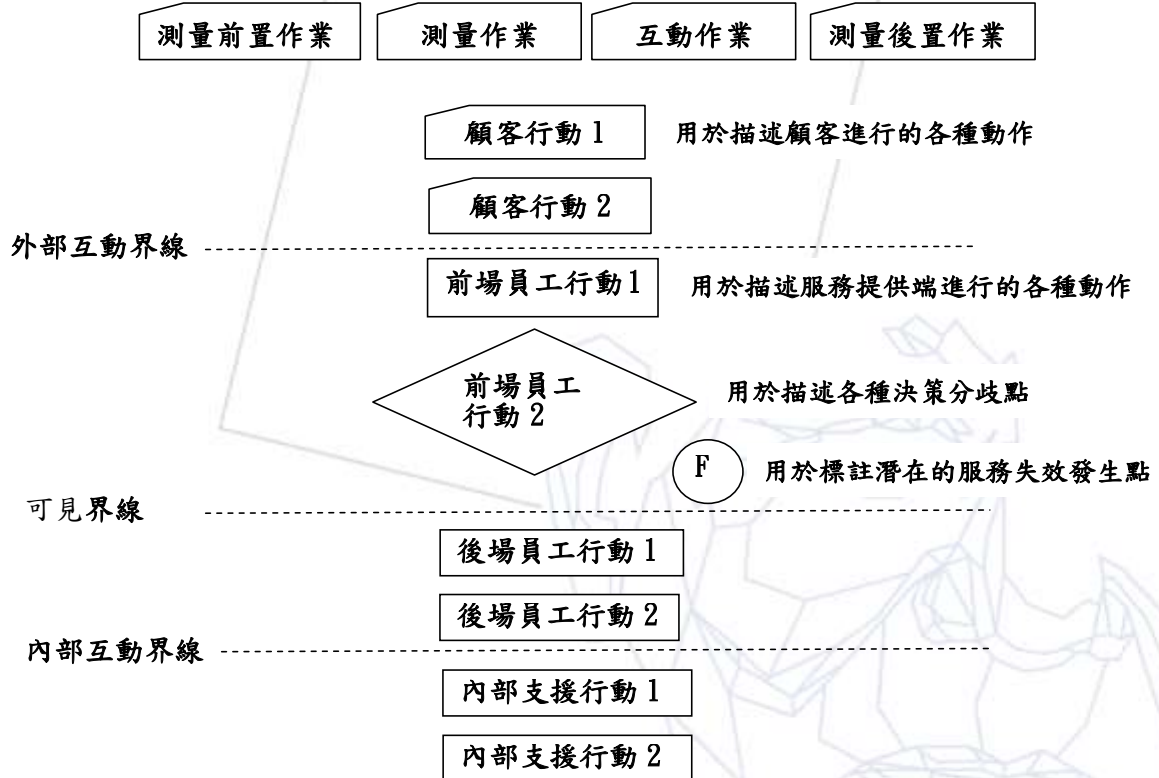 測量前置作業 測量作業 互動作業 測量後置作業
顧客行動 1 用於描述顧客進行的各種動作
顧客行動 2
外部互動界線
前場員工行動1 用於描述服務提供端進行的各種動作
前場員工
行動 2
用於描述各種決策分歧點
F 用於標註潛在的服務失效發生點
可見界線
後場員工行動 1
後場員工行動 2
內部互動界線
內部支援行動 1
內部支援行動 2